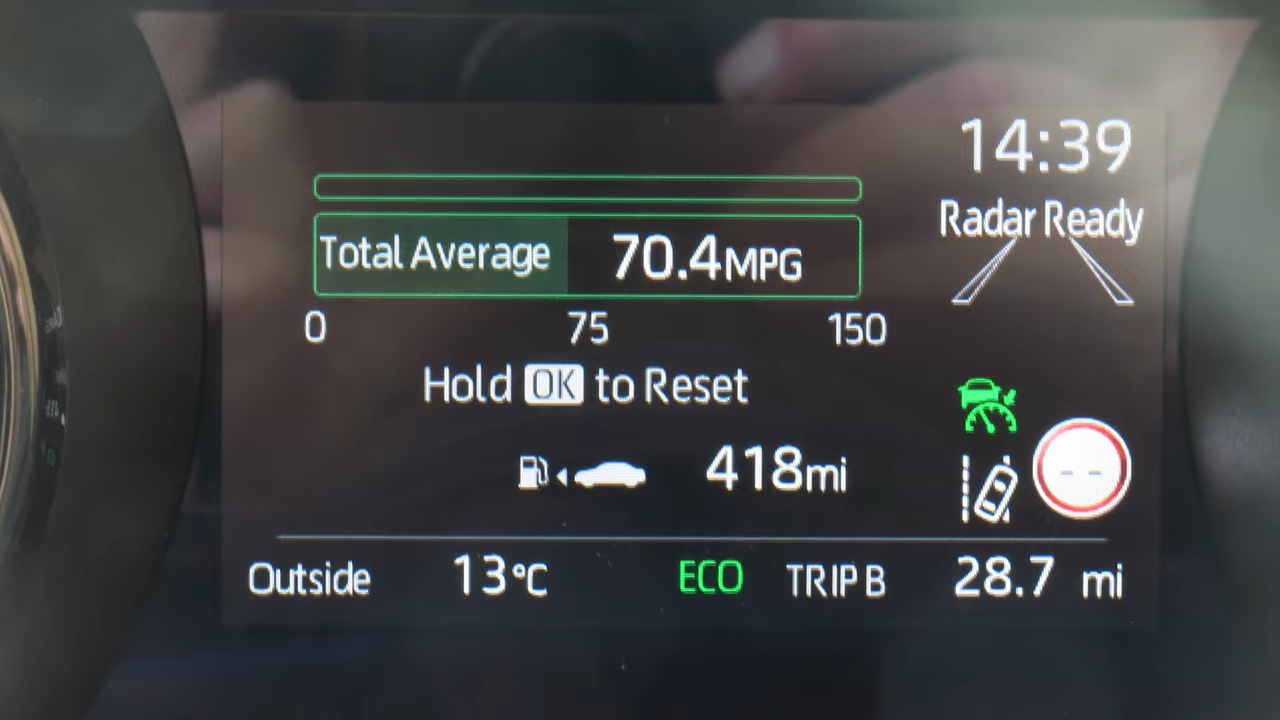 14:39
Radar Ready
Total Average 70.4MPG
0 75 150
Hold OK to Reset
418mi
-- 
Outside 13°C ECO TRIP B 28.7 mi